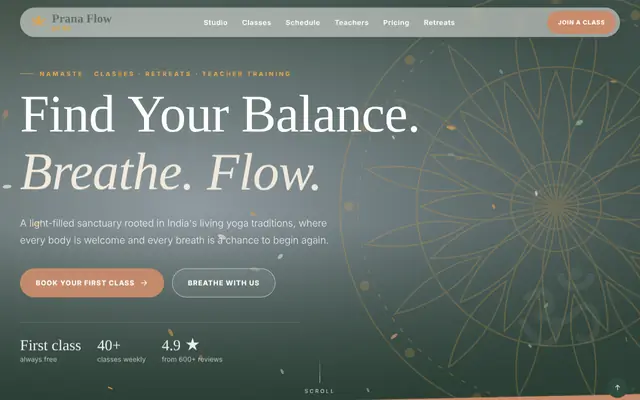 Prana Flow
Studio Classes Schedule Teachers Pricing Retreats
JOIN A CLASS
NAMASTE CLASSES · RETREATS · TEACHER TRAINING
Find Your Balance.
Breathe. Flow.
A light-filled sanctuary rooted in India's living yoga traditions, where
every body is welcome and every breath is a chance to begin again.
BOOK YOUR FIRST CLASS →
BREATHE WITH US
First class 40+ 4.9 ★
always free classes weekly from 600+ reviews
SCROLL
↑